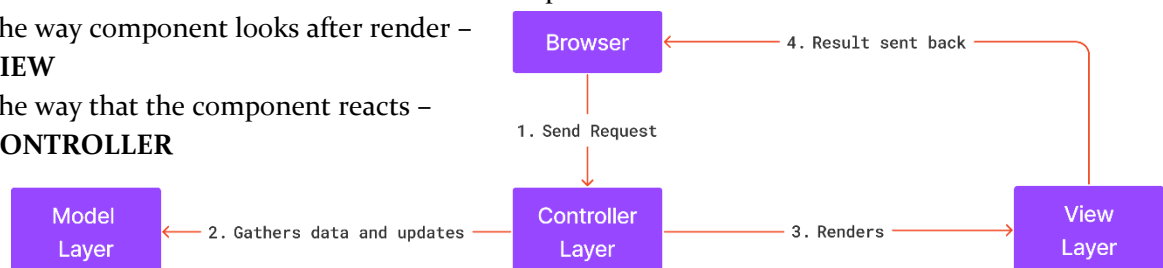 he way component looks after render –
IEW
he way that the component reacts –
ONTROLLER
Browser
4. Result sent back
1. Send Request
Model
Layer
2. Gathers data and updates
Controller
Layer
3. Renders
View
Layer